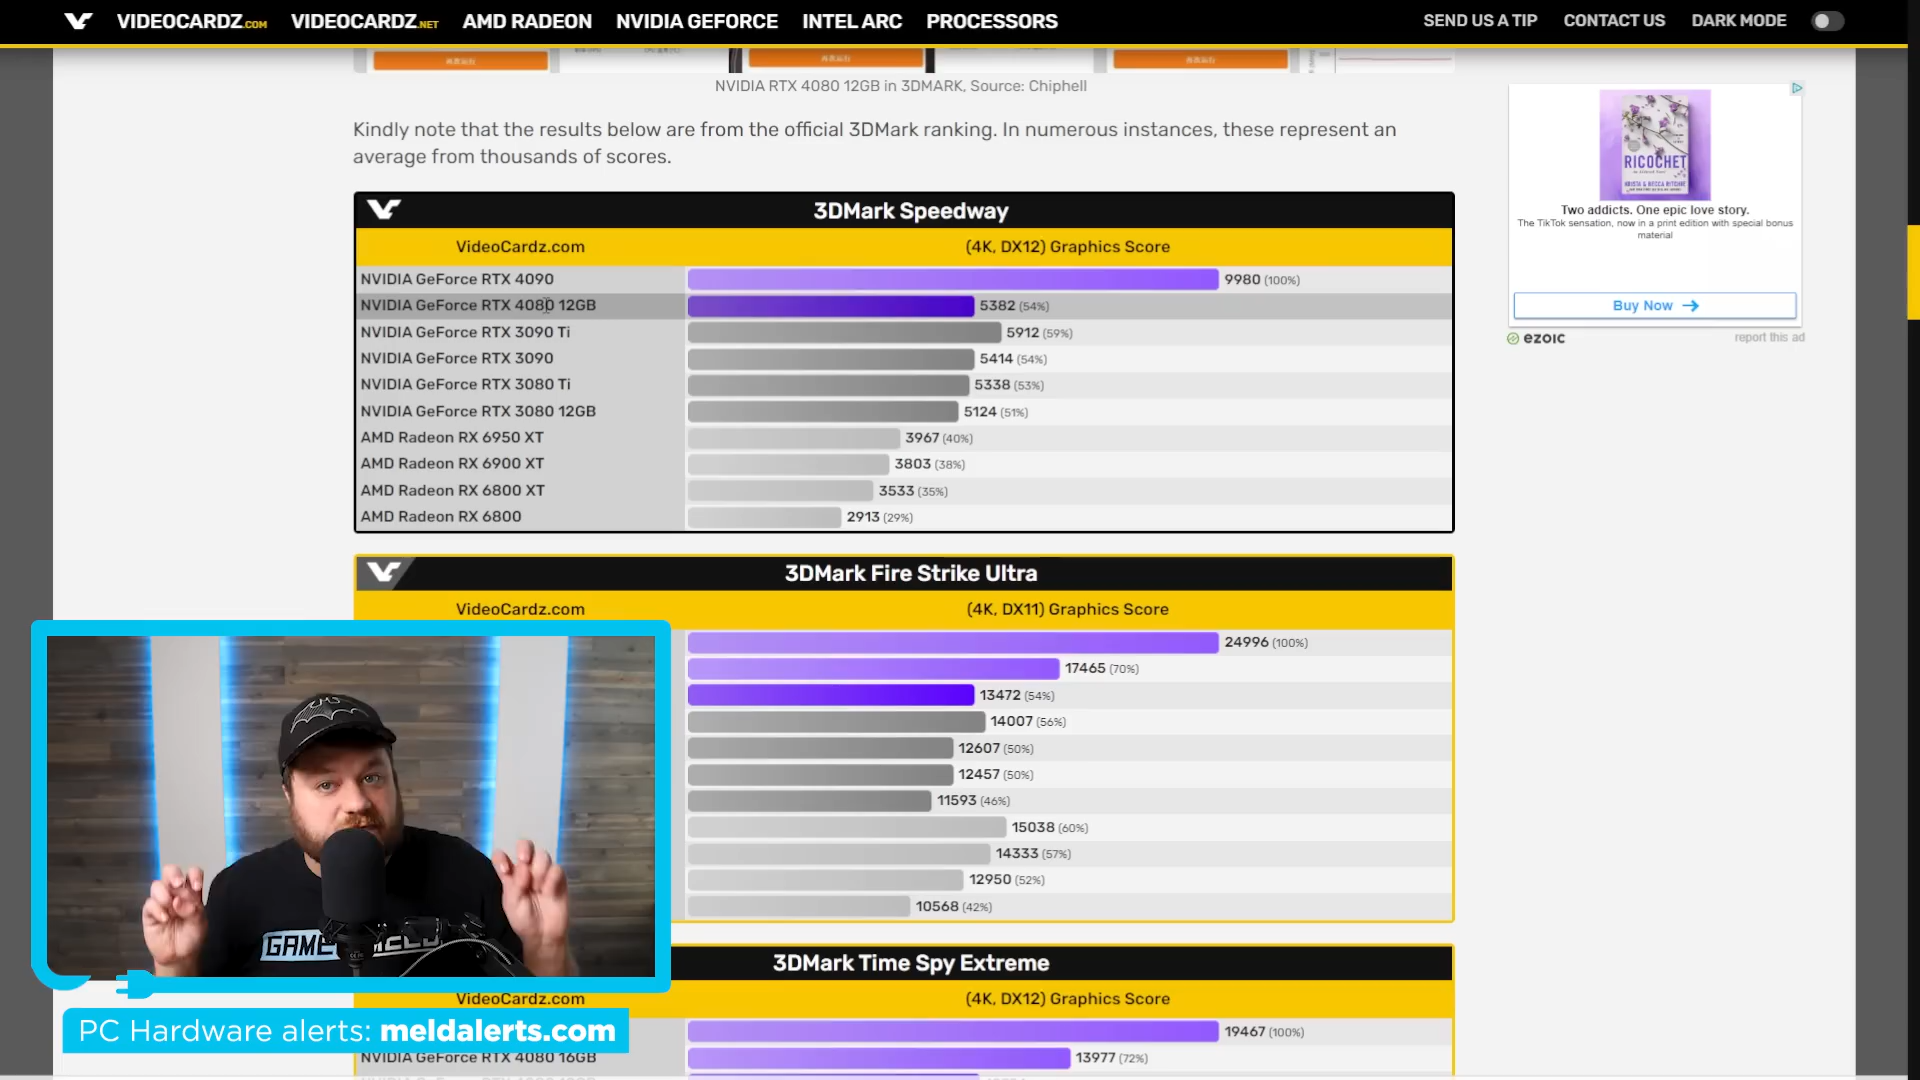 VIDEOCARDZ.COM VIDEOCARDZ.NET AMD RADEON NVIDIA GEFORCE INTEL ARC PROCESSORS SEND US A TIP CONTACT US DARK MODE
NVIDIA RTX 4080 12GB in 3DMARK, Source: Chiphell
Kindly note that the results below are from the official 3DMark ranking. In numerous instances, these represent an
average from thousands of scores.
3DMark Speedway
VideoCardz.com (4K, DX12) Graphics Score
NVIDIA GeForce RTX 4090 9980 (100%)
NVIDIA GeForce RTX 4080 12GB 5382 (54%)
NVIDIA GeForce RTX 3090 Ti 5912 (59%)
NVIDIA GeForce RTX 3090 5414 (54%)
NVIDIA GeForce RTX 3080 Ti 5338 (53%)
NVIDIA GeForce RTX 3080 12GB 5124 (51%)
AMD Radeon RX 6950 XT 3967 (40%)
AMD Radeon RX 6900 XT 3803 (38%)
AMD Radeon RX 6800 XT 3533 (35%)
AMD Radeon RX 6800 2913 (29%)
RICOCHET
KRISTA & BECCA RITCHIE
Two addicts. One epic love story.
The TikTok sensation, now in a print edition with special bonus
material
Buy Now
ezoic report this ad
3DMark Fire Strike Ultra
VideoCardz.com (4K, DX11) Graphics Score
24996 (100%)
17465 (70%)
13472 (54%)
14007 (56%)
12607 (50%)
12457 (50%)
11593 (46%)
15038 (60%)
14333 (57%)
12950 (52%)
10568 (42%)
GAME MELD
3DMark Time Spy Extreme
VideoCardz.com (4K, DX12) Graphics Score
19467 (100%)
NVIDIA GeForce RTX 4080 16GB 13977 (72%)
PC Hardware alerts: meldalerts.com